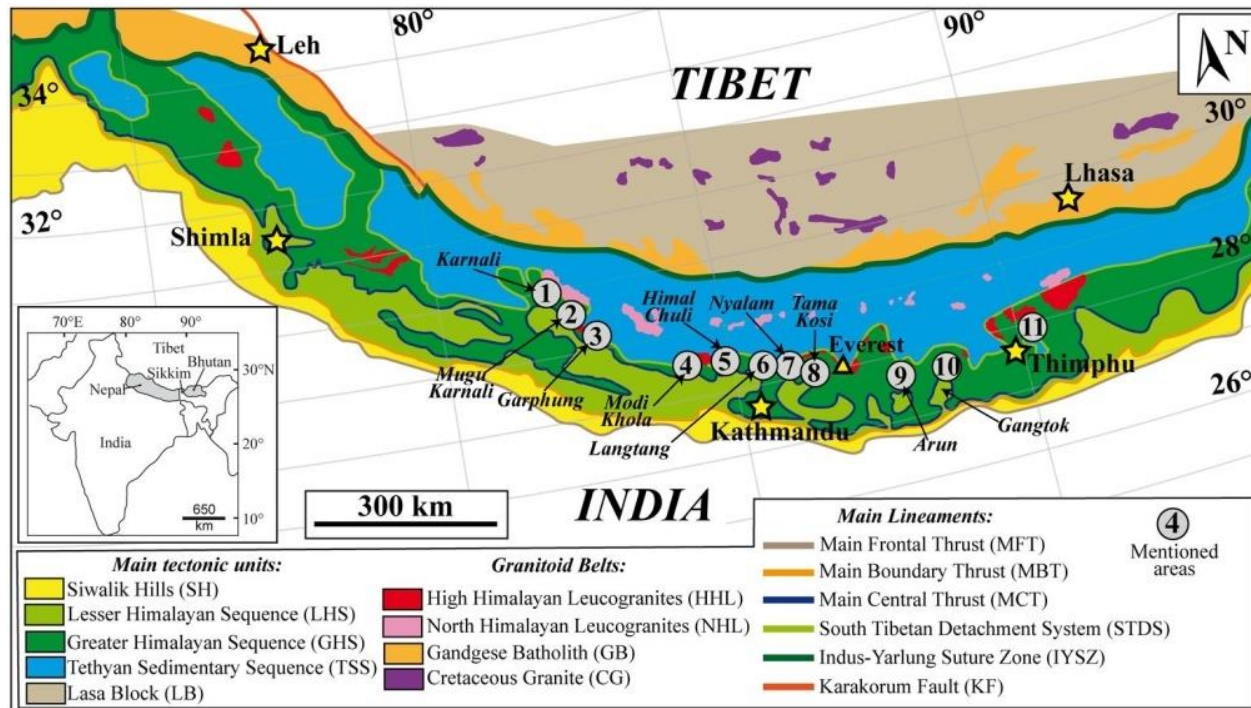 80°
90°
N
Leh
TIBET
34°
30°
Lhasa
32°
Shimla
28°
Karnali
Himal
Chuli
Nyalam
Tama
Kosi
Everest
1
2
3
4
5
6
7
8
9
10
11
Thimphu
Mugu
Karnali
Garphung
Modi
Khola
Langtang
Kathmandu
Arun
Gangtok
26°
70°E
80°
90°
Tibet
Sikkim
Bhutan
Nepal
30°N
India
20°
650
km
10°
300 km
INDIA
Main tectonic units:
Siwalik Hills (SH)
Lesser Himalayan Sequence (LHS)
Greater Himalayan Sequence (GHS)
Tethyan Sedimentary Sequence (TSS)
Lasa Block (LB)
Granitoid Belts:
High Himalayan Leucogranites (HHL)
North Himalayan Leucogranites (NHL)
Gandgese Batholith (GB)
Cretaceous Granite (CG)
Main Lineaments:
Main Frontal Thrust (MFT)
Main Boundary Thrust (MBT)
Main Central Thrust (MCT)
South Tibetan Detachment System (STDS)
Indus-Yarlung Suture Zone (IYSZ)
Karakorum Fault (KF)
4
Mentioned
areas